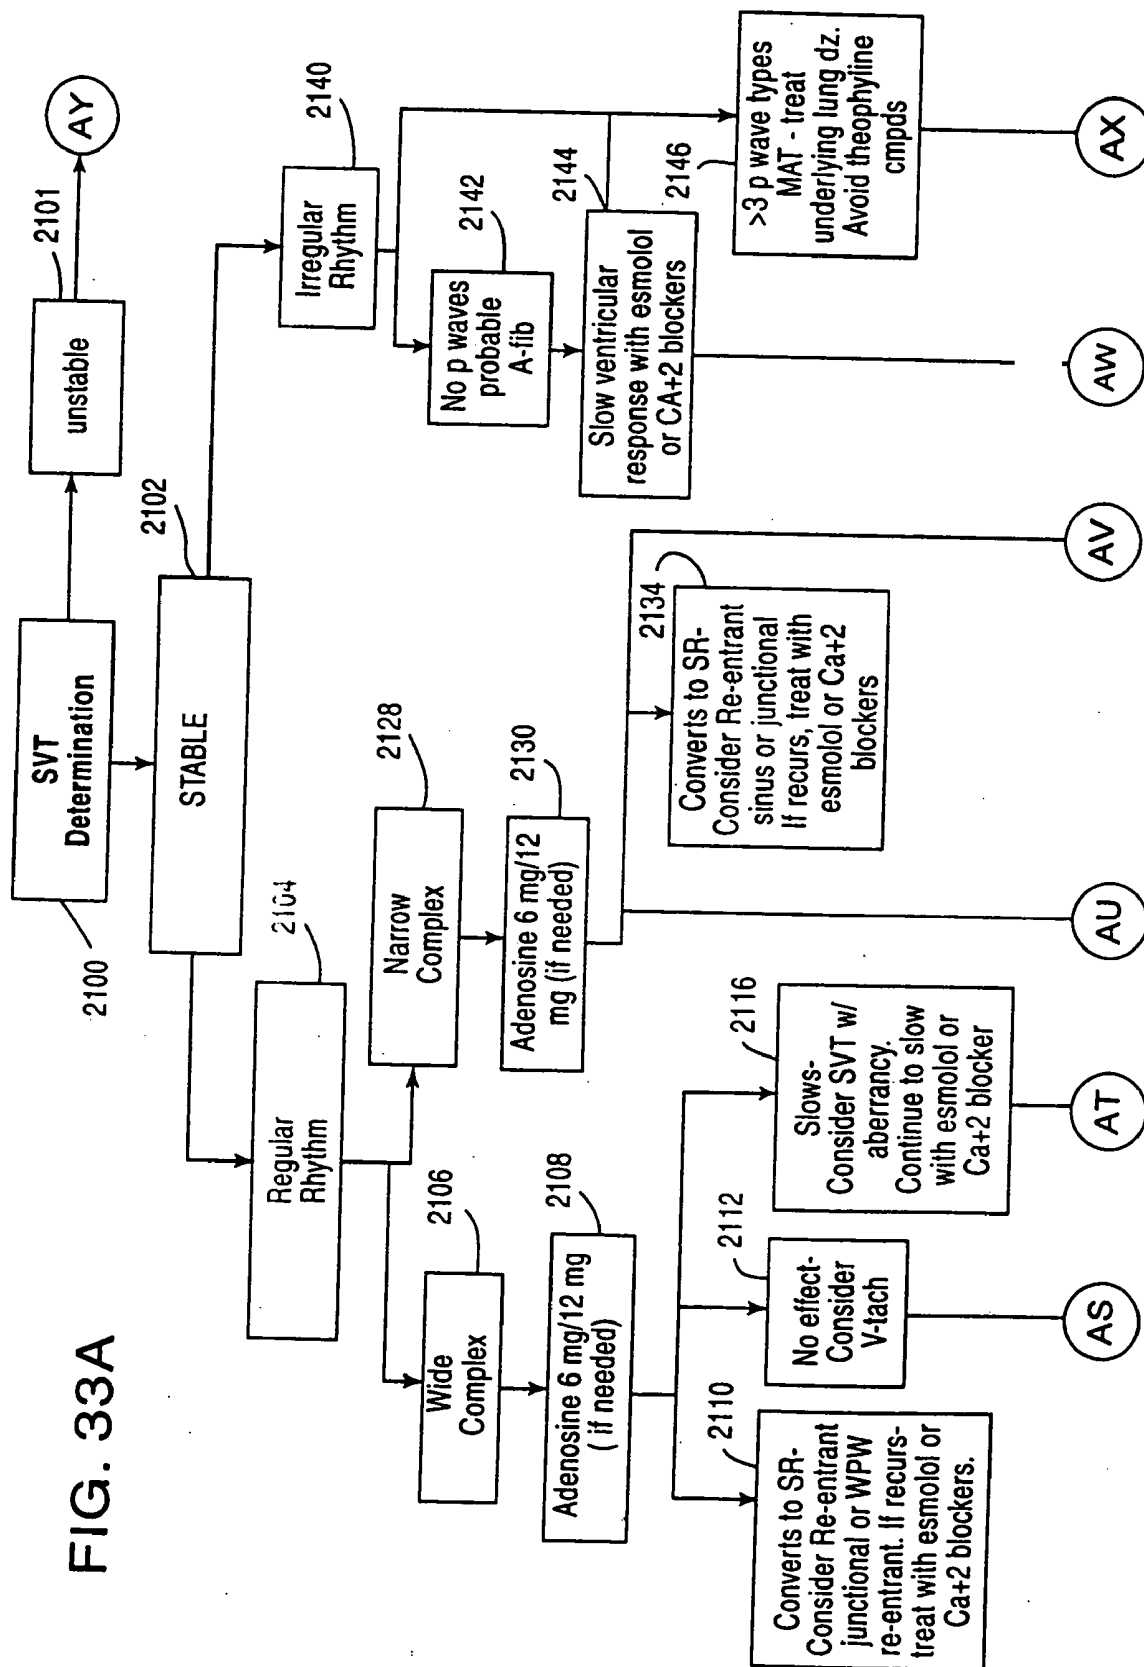 FIG. 33A
SVT
Determination
2100
unstable
2101
AY
STABLE
2102
Regular
Rhythm
2104
Irregular
Rhythm
2140
Wide
Complex
2106
Narrow
Complex
2128
No p waves
probable
A-fib
2142
Adenosine 6 mg/12 mg
( if needed)
2108
Adenosine 6 mg/12
mg (if needed)
2130
Slow ventricular
response with esmolol
or CA+2 blockers
2144
Converts to SR-
Consider Re-entrant
junctional or WPW
re-entrant. If recurs-
treat with esmolol or
Ca+2 blockers.
2110
No effect-
Consider
V-tach
2112
Slows-
Consider SVT w/
aberrancy.
Continue to slow
with esmolol or
Ca+2 blocker
2116
Converts to SR-
Consider Re-entrant
sinus or junctional
If recurs, treat with
esmolol or Ca+2
blockers
2134
>3 p wave types
MAT - treat
underlying lung dz.
Avoid theophyline
cmpds
2146
AS
AT
AU
AV
AW
AX